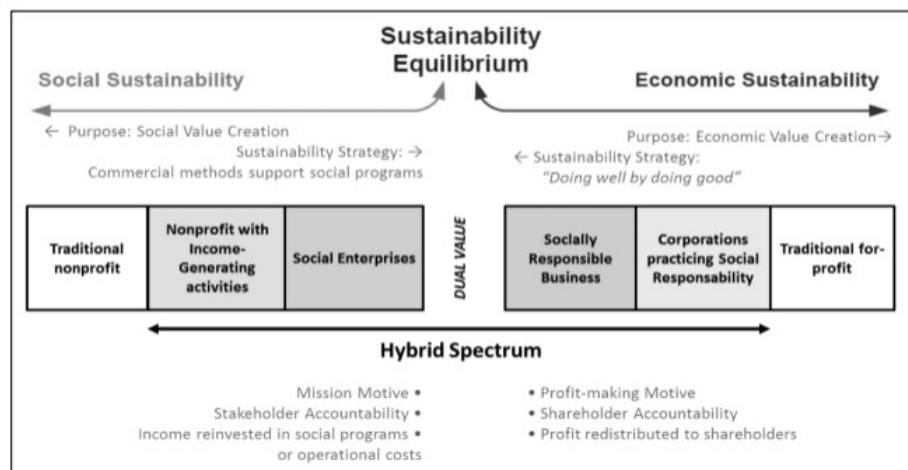 Sustainability
Equilibrium
Social Sustainability
Economic Sustainability
← Purpose: Social Value Creation
Sustainability Strategy: →
Commercial methods support social programs
Purpose: Economic Value Creation→
← Sustainability Strategy:
“Doing well by doing good”
Traditional
nonprofit
Nonprofit with
Income-
Generating
activities
Social Enterprises
DUAL VALUE
Socially
Responsible
Business
Corporations
practicing Social
Responsability
Traditional for-
profit
Hybrid Spectrum
Mission Motive •
Stakeholder Accountability •
Income reinvested in social programs •
or operational costs
• Profit-making Motive
• Shareholder Accountability
• Profit redistributed to shareholders